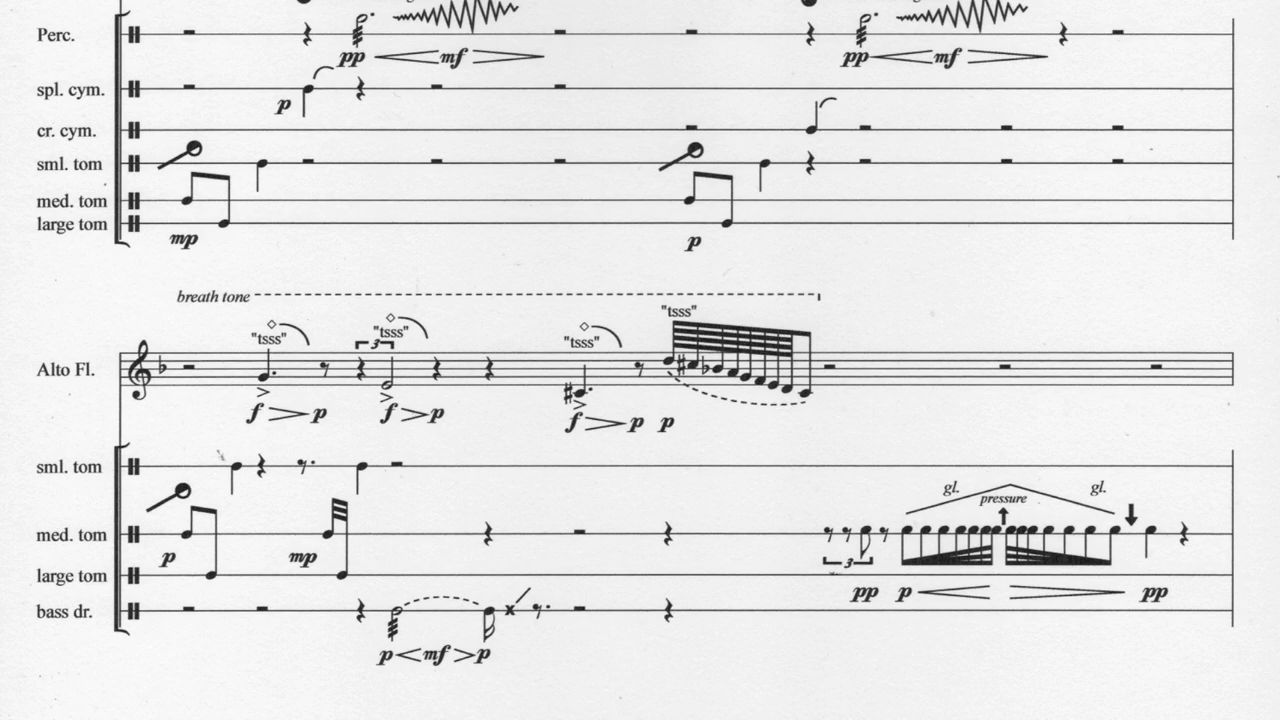 Perc.
pp mf pp mf
spl. cym.
p
cr. cym.
sml. tom
med. tom
large tom
mp p
breath tone
"tsss" "tsss" "tsss" "tsss"
3
Alto Fl.
f p f p f p p
sml. tom
gl. pressure gl.
med. tom
p mp
3
large tom
pp p pp
bass dr.
x
p mf p